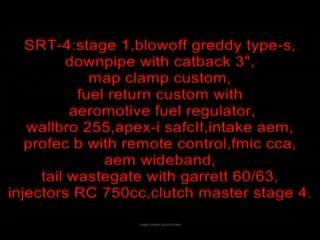 SRT-4:stage 1,blowoff greddy type-s,
downpipe with catback 3",
map clamp custom,
fuel return custom with
aeromotive fuel regulator,
wallbro 255,apex-i safcII,intake aem,
profec b with remote control,fmic cca,
aem wideband,
tail wastegate with garrett 60/63,
injectors RC 750cc,clutch master stage 4.